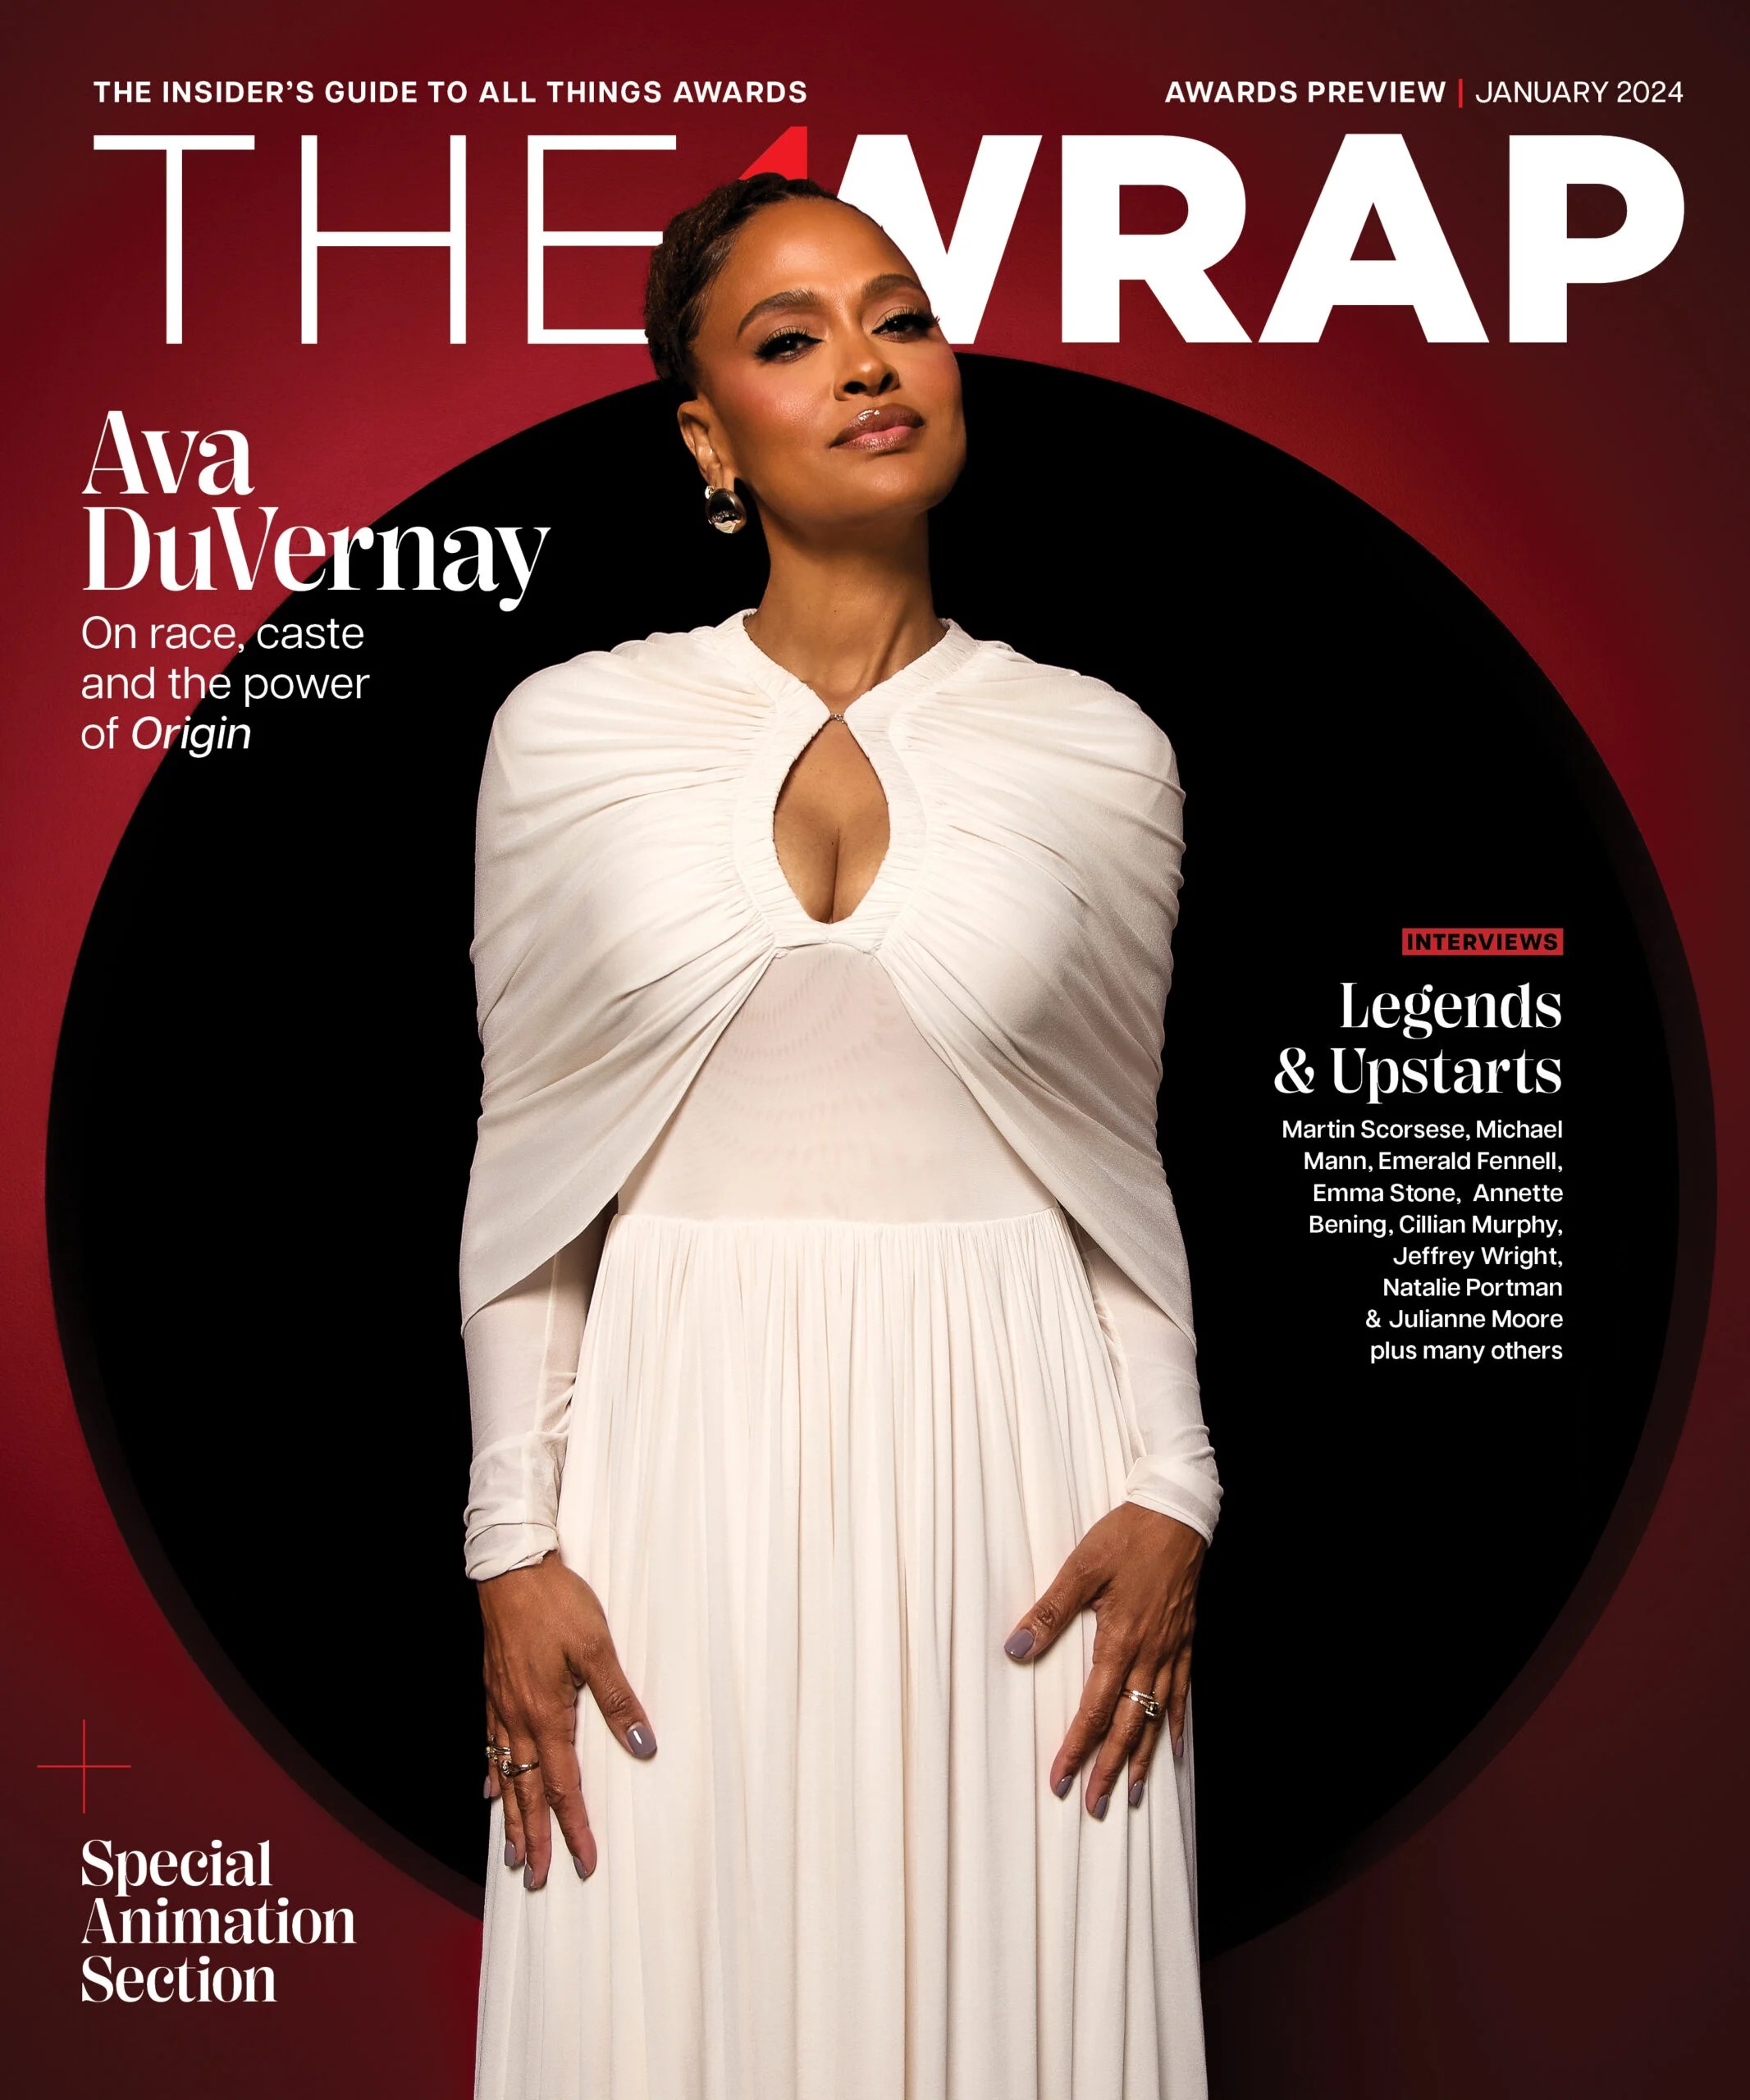 THE INSIDER'S GUIDE TO ALL THINGS AWARDS
AWARDS PREVIEW | JANUARY 2024
THE WRAP
Ava
DuVernay
On race, caste
and the power
of Origin
INTERVIEWS
Legends
& Upstarts
Martin Scorsese, Michael
Mann, Emerald Fennell,
Emma Stone, Annette
Bening, Cillian Murphy,
Jeffrey Wright,
Natalie Portman
& Julianne Moore
plus many others
Special
Animation
Section